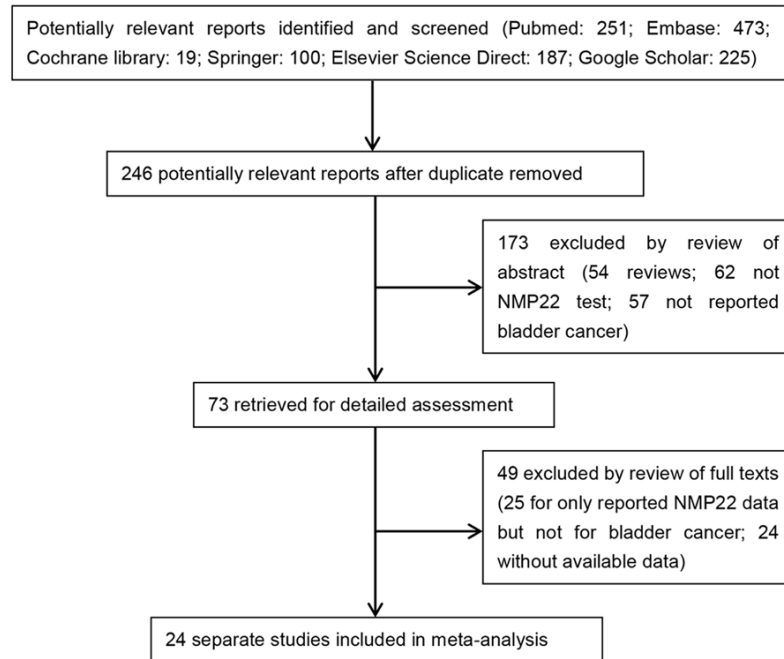 Potentially relevant reports identified and screened (Pubmed: 251; Embase: 473;
Cochrane library: 19; Springer: 100; Elsevier Science Direct: 187; Google Scholar: 225)
246 potentially relevant reports after duplicate removed
173 excluded by review of
abstract (54 reviews; 62 not
NMP22 test; 57 not reported
bladder cancer)
73 retrieved for detailed assessment
49 excluded by review of full texts
(25 for only reported NMP22 data
but not for bladder cancer; 24
without available data)
24 separate studies included in meta-analysis